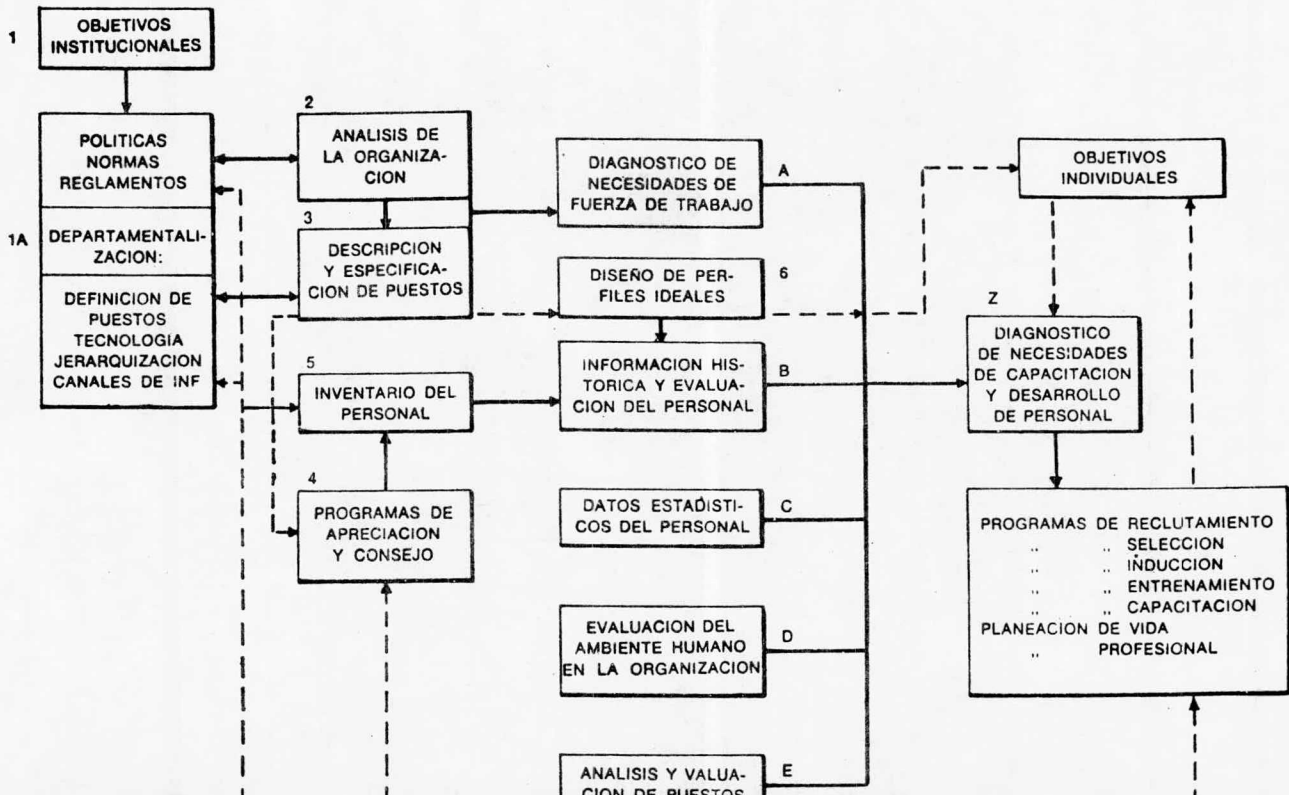 1
OBJETIVOS
INSTITUCIONALES
1A
POLITICAS
NORMAS
REGLAMENTOS
DEPARTAMENTALI-
ZACION:
DEFINICION DE
PUESTOS
TECNOLOGIA
JERARQUIZACION
CANALES DE INF
2
ANALISIS DE
LA ORGANIZA-
CION
3
DESCRIPCION
Y ESPECIFICA-
CION DE PUESTOS
5
INVENTARIO DEL
PERSONAL
4
PROGRAMAS DE
APRECIACION
Y CONSEJO
DIAGNOSTICO DE
NECESIDADES DE
FUERZA DE TRABAJO
A
DISEÑO DE PER-
FILES IDEALES
6
INFORMACION HIS-
TORICA Y EVALUA-
CION DEL PERSONAL
B
DATOS ESTADISTI-
COS DEL PERSONAL
C
EVALUACION DEL
AMBIENTE HUMANO
EN LA ORGANIZACION
D
ANALISIS Y VALUA-
CION DE PUESTOS
E
OBJETIVOS
INDIVIDUALES
Z
DIAGNOSTICO
DE NECESIDADES
DE CAPACITACION
Y DESARROLLO
DE PERSONAL
PROGRAMAS DE RECLUTAMIENTO
,, ,, SELECCION
,, ,, INDUCCION
,, ,, ENTRENAMIENTO
,, ,, CAPACITACION
PLANEACION DE VIDA
,, PROFESIONAL